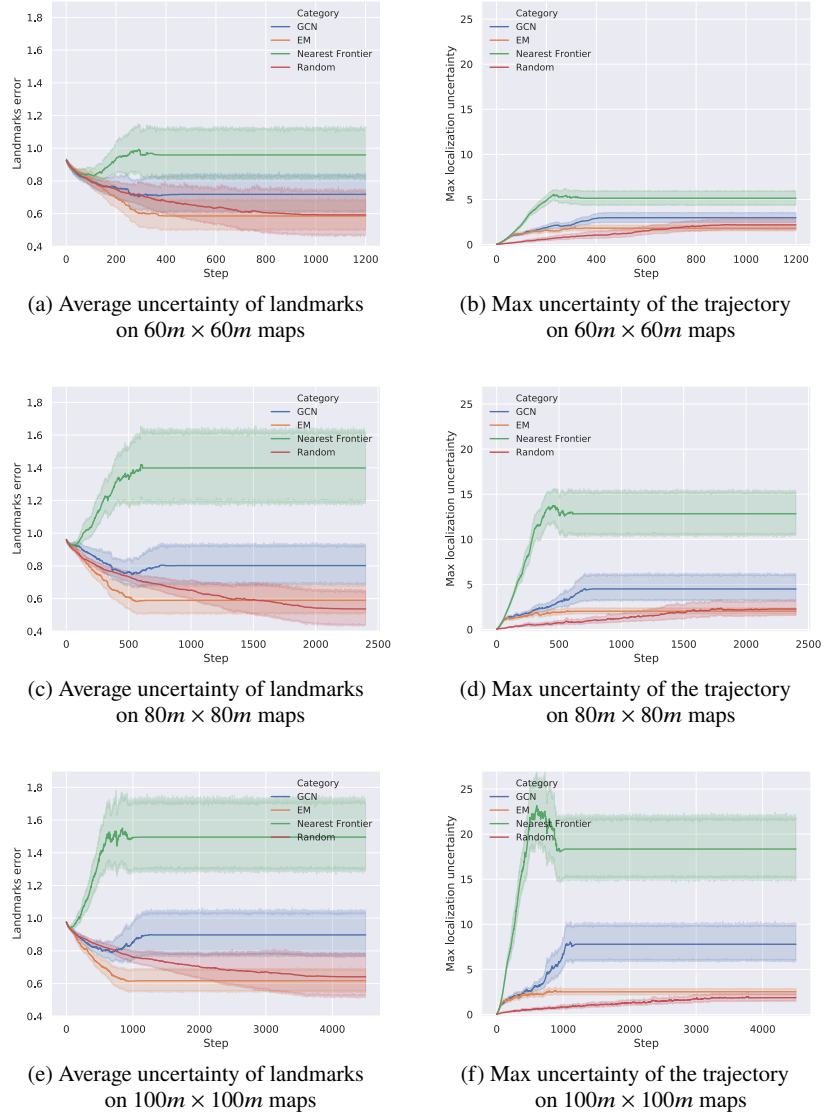 1.8
1.6
1.4
1.2
1.0
0.8
0.6
0.4
Landmarks error
Category
GCN
EM
Nearest Frontier
Random
0 200 400 600 800 1000 1200
Step
(a) Average uncertainty of landmarks
on 60m × 60m maps
25
20
15
10
5
0
Max localization uncertainty
Category
GCN
EM
Nearest Frontier
Random
0 200 400 600 800 1000 1200
Step
(b) Max uncertainty of the trajectory
on 60m × 60m maps
1.8
1.6
1.4
1.2
1.0
0.8
0.6
0.4
Landmarks error
Category
GCN
EM
Nearest Frontier
Random
0 500 1000 1500 2000 2500
Step
(c) Average uncertainty of landmarks
on 80m × 80m maps
25
20
15
10
5
0
Max localization uncertainty
Category
GCN
EM
Nearest Frontier
Random
0 500 1000 1500 2000 2500
Step
(d) Max uncertainty of the trajectory
on 80m × 80m maps
1.8
1.6
1.4
1.2
1.0
0.8
0.6
0.4
Landmarks error
Category
GCN
EM
Nearest Frontier
Random
0 1000 2000 3000 4000
Step
(e) Average uncertainty of landmarks
on 100m × 100m maps
25
20
15
10
5
0
Max localization uncertainty
Category
GCN
EM
Nearest Frontier
Random
0 1000 2000 3000 4000
Step
(f) Max uncertainty of the trajectory
on 100m × 100m maps